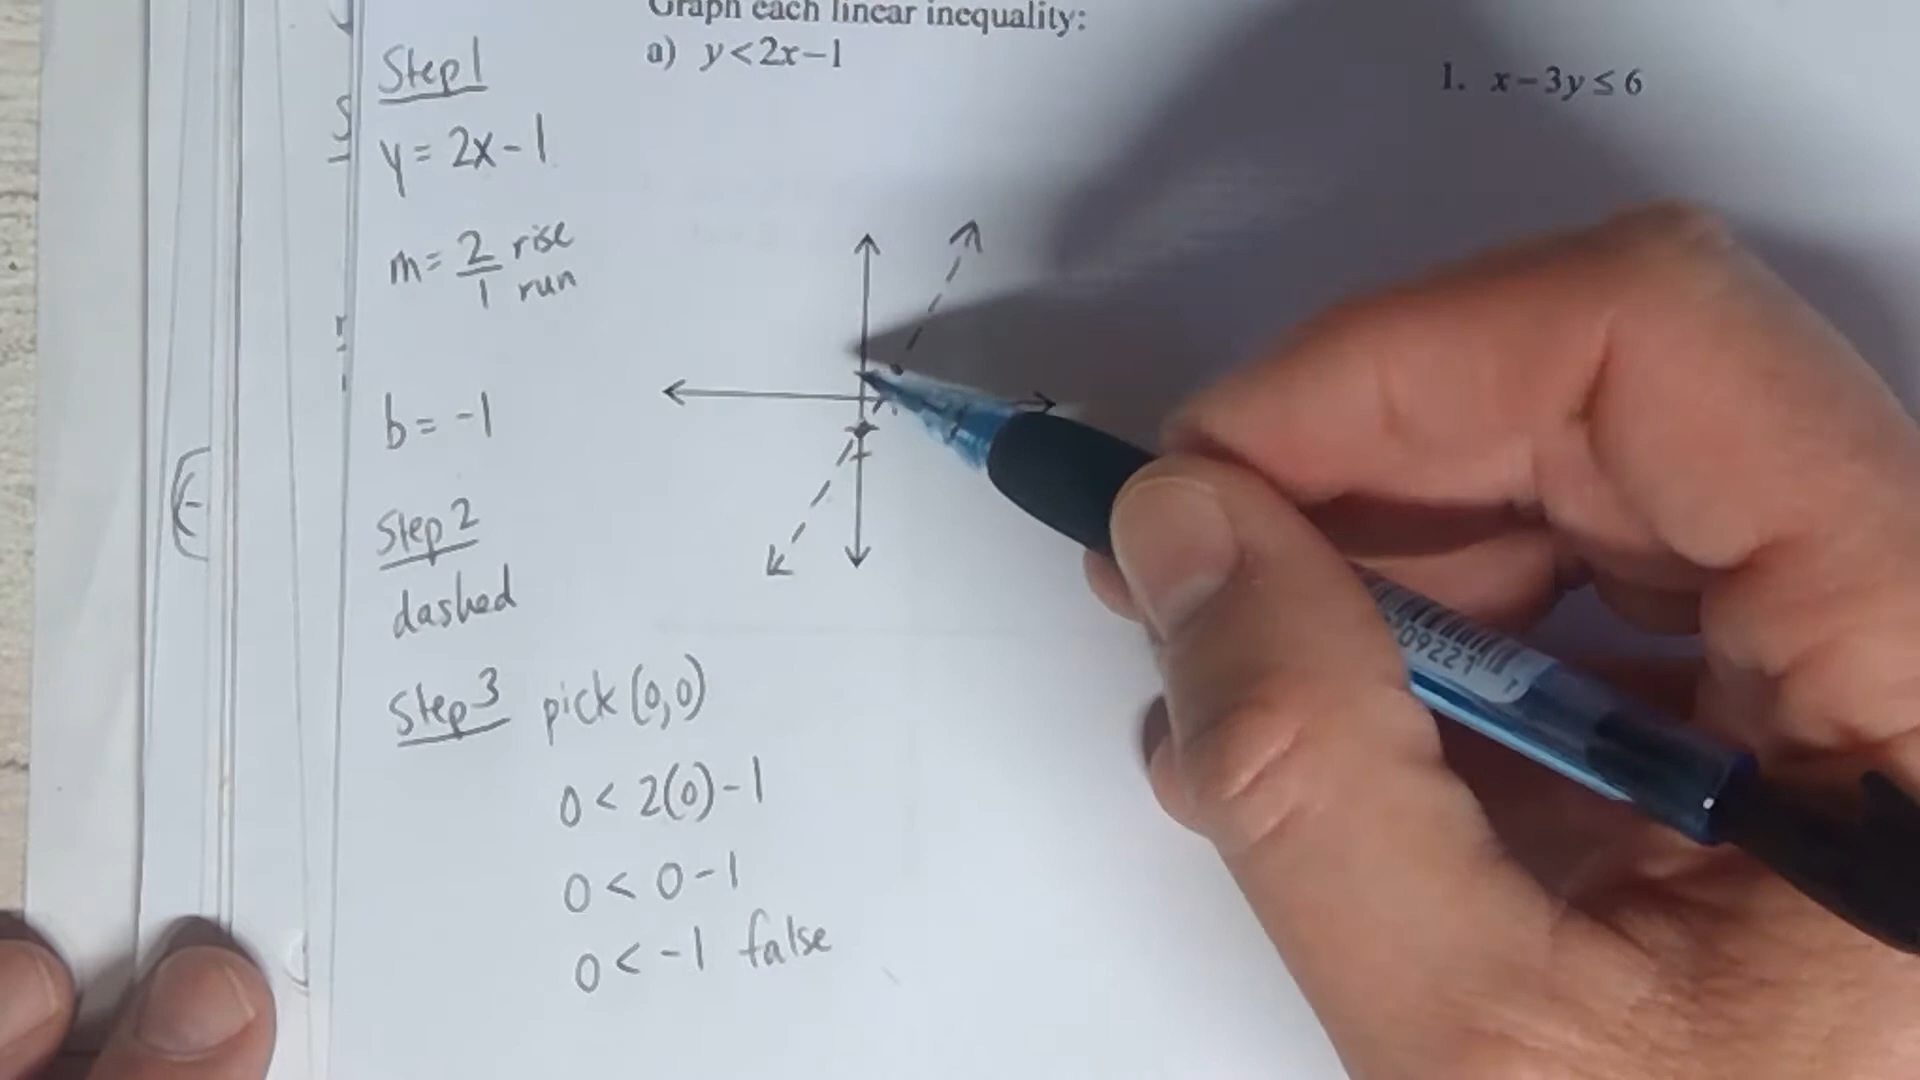 Graph each linear inequality:
a) y<2x−1
1. x−3y≤6
Step 1
y = 2x - 1
m = 2/1 rise
run
b = -1
Step 2
dashed
Step 3 pick (0,0)
0 < 2(0) - 1
0 < 0 - 1
0 < -1 false